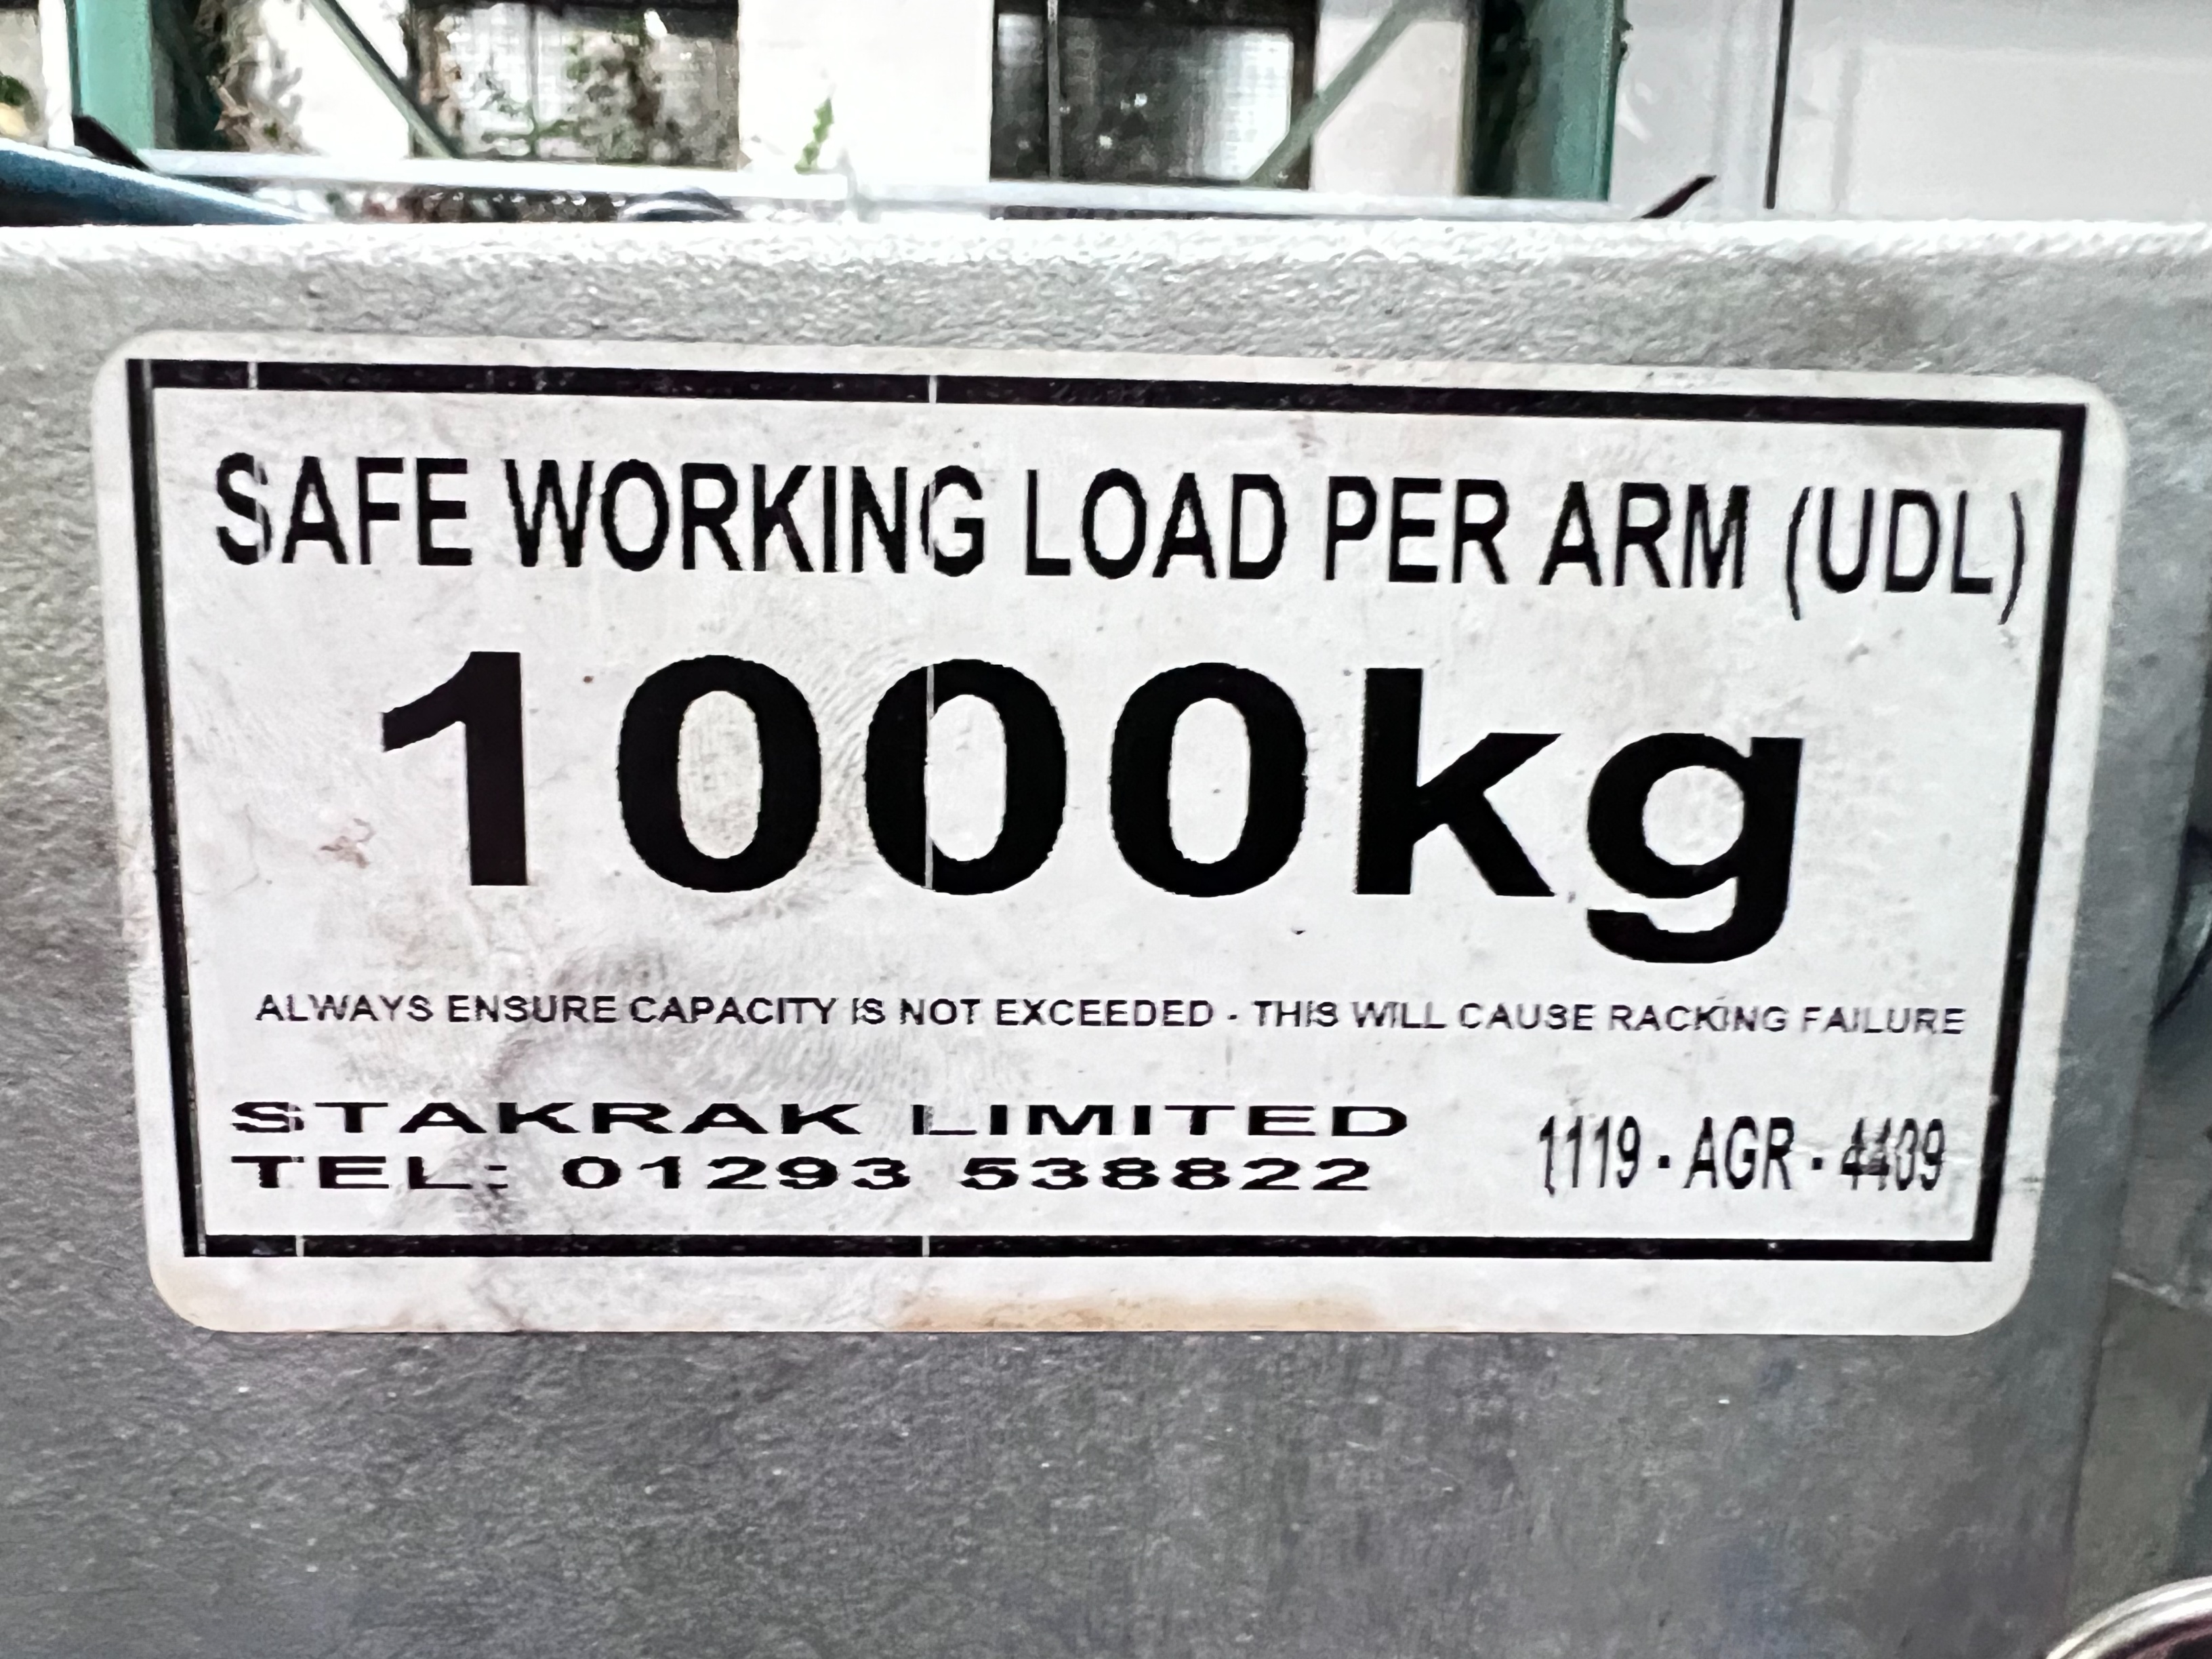 SAFE WORKING LOAD PER ARM (UDL)
1000kg
ALWAYS ENSURE CAPACITY IS NOT EXCEEDED - THIS WILL CAUSE RACKING FAILURE
STAKRAK LIMITED
TEL: 01293 538822
1119 - AGR - 4409